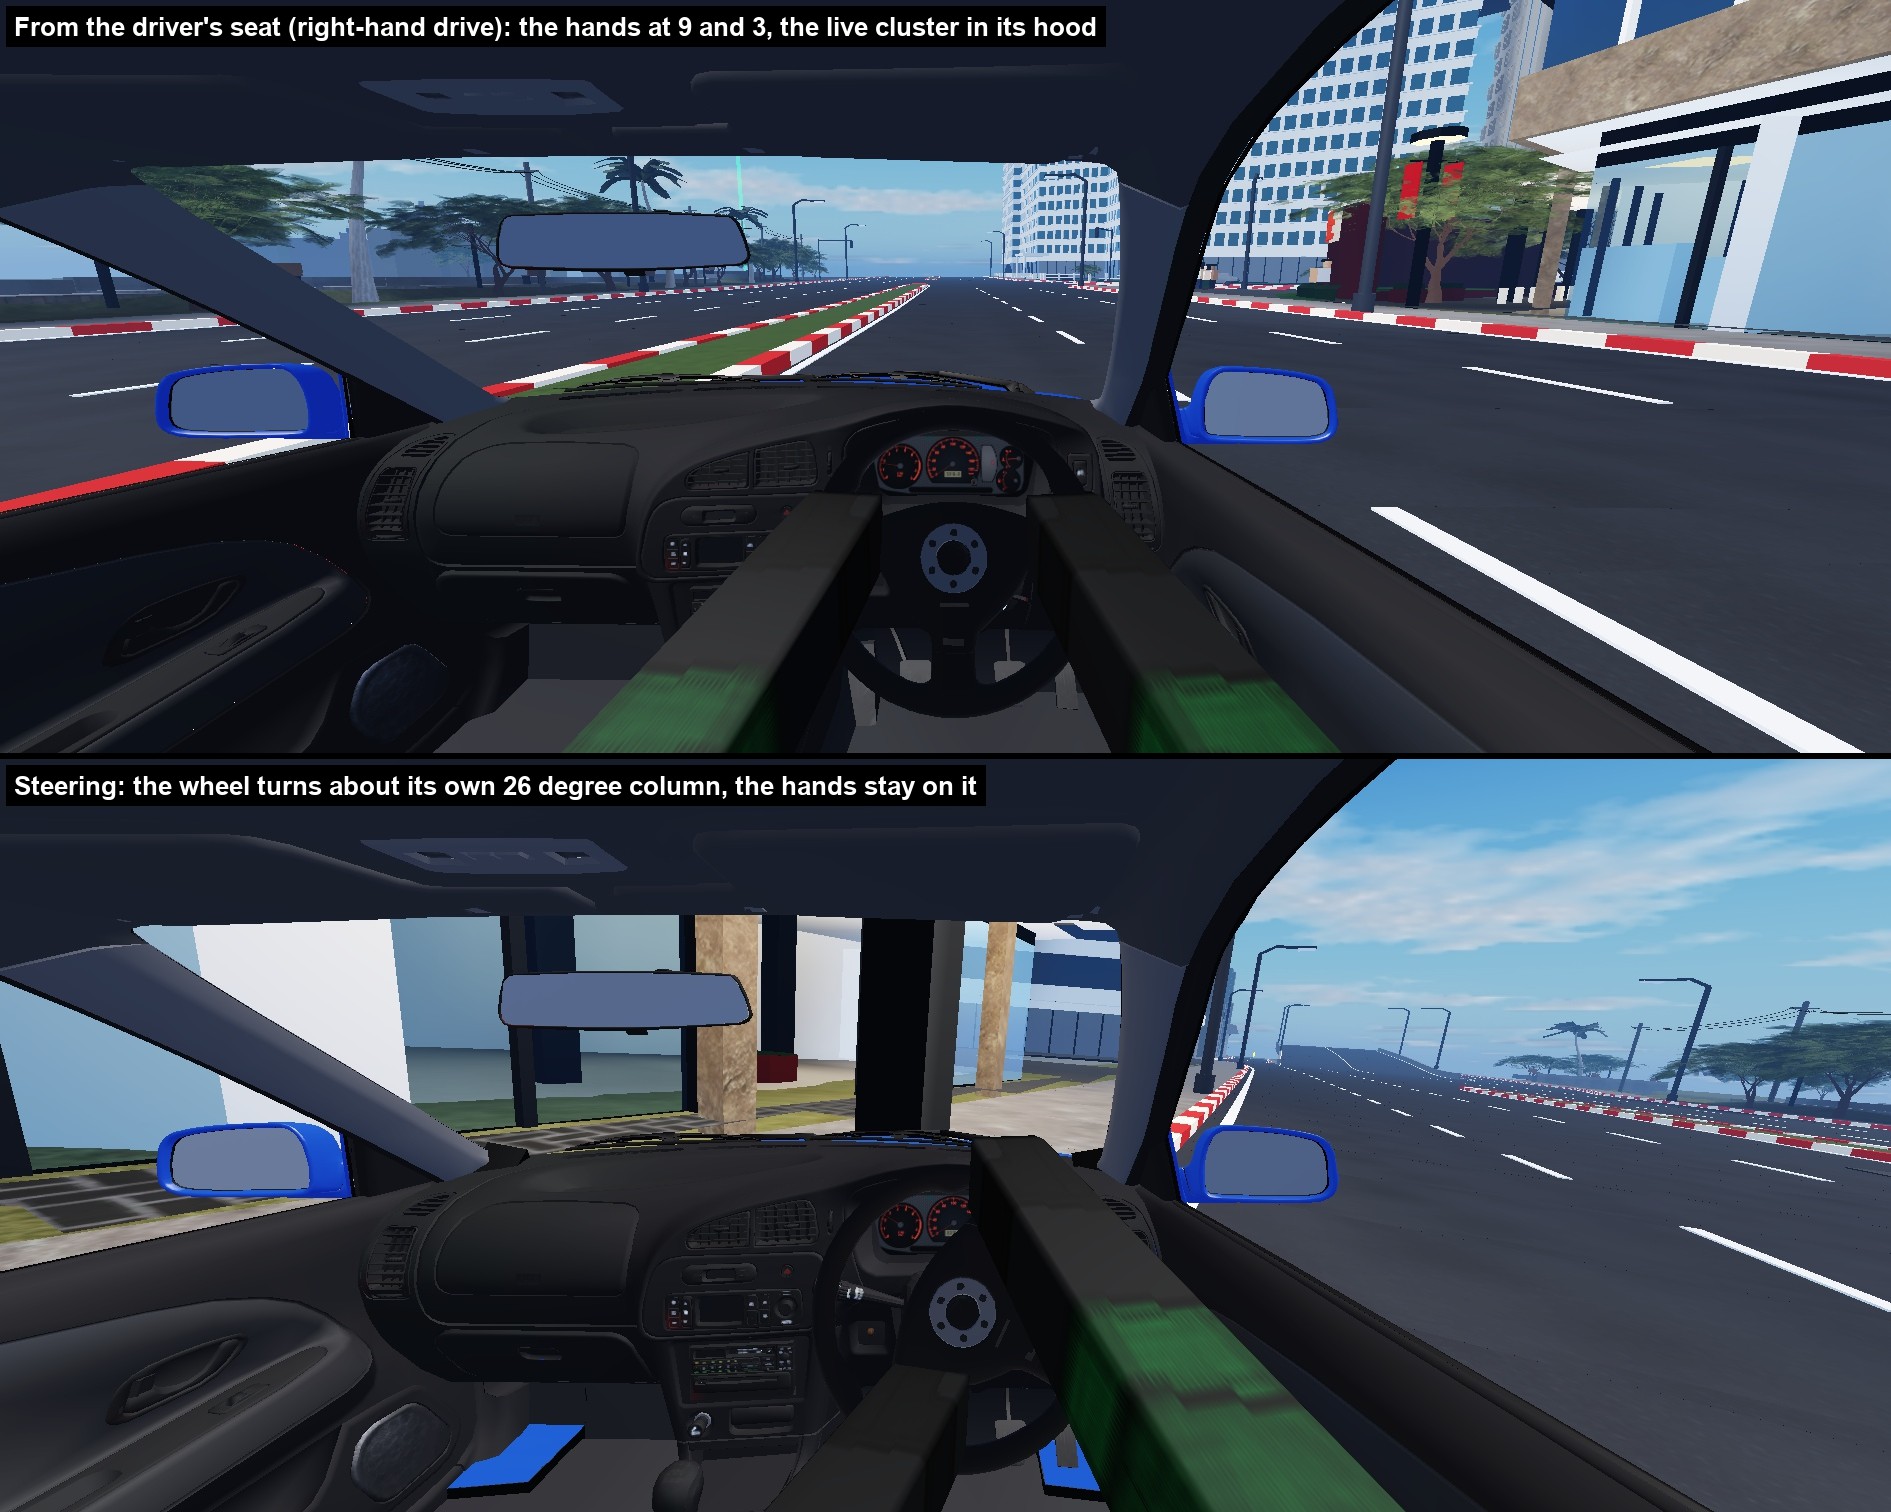 From the driver's seat (right-hand drive): the hands at 9 and 3, the live cluster in its hood
Steering: the wheel turns about its own 26 degree column, the hands stay on it